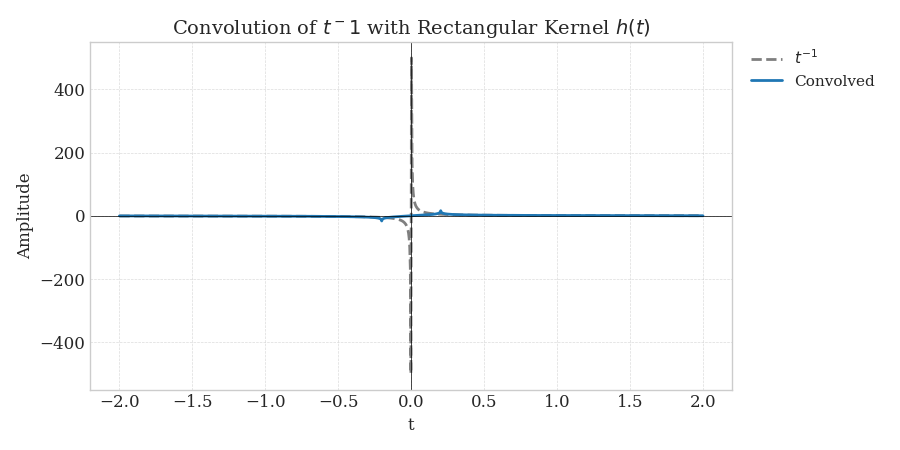 Convolution of $t^-1$ with Rectangular Kernel $h(t)$
400
200
0
−200
−400
Amplitude
−2.0 −1.5 −1.0 −0.5 0.0 0.5 1.0 1.5 2.0
t
$t^{-1}$
Convolved